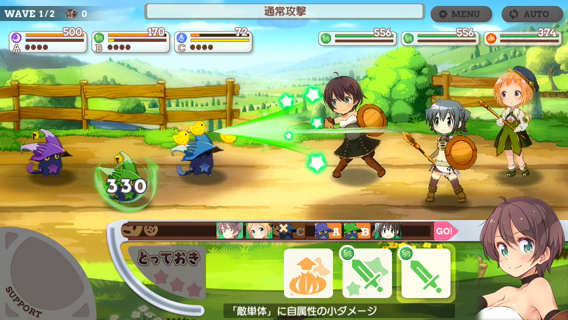 WAVE 1/2
0
通常攻撃
MENU
AUTO
500
170
72
556
556
374
A
B
C
330
A
B
GO!
とっておき
SUPPORT
「敵単体」に自属性の小ダメージ